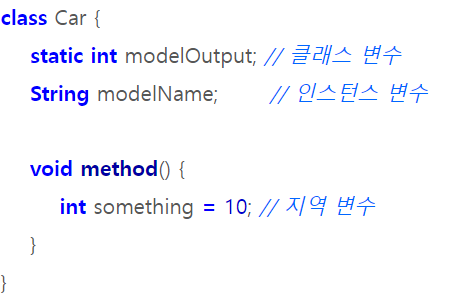 class Car {
static int modelOutput; // 클래스 변수
String modelName; // 인스턴스 변수
void method() {
int something = 10; // 지역 변수
}
}